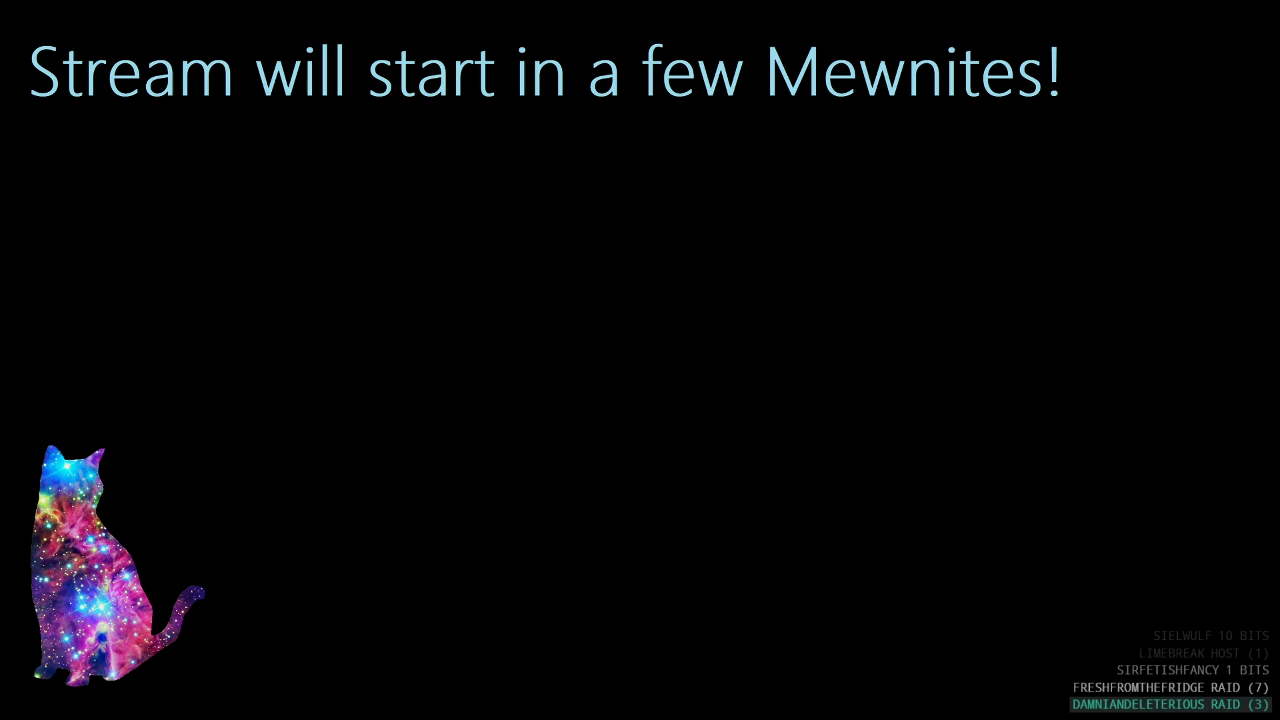 Stream will start in a few Mewnites!
SIELWULF 10 BITS
LIMEBREAK HOST (1)
SIRFETISHFANCY 1 BITS
FRESHFROMTHEFRIDGE RAID (7)
DAMNIANDELETERIOUS RAID (3)